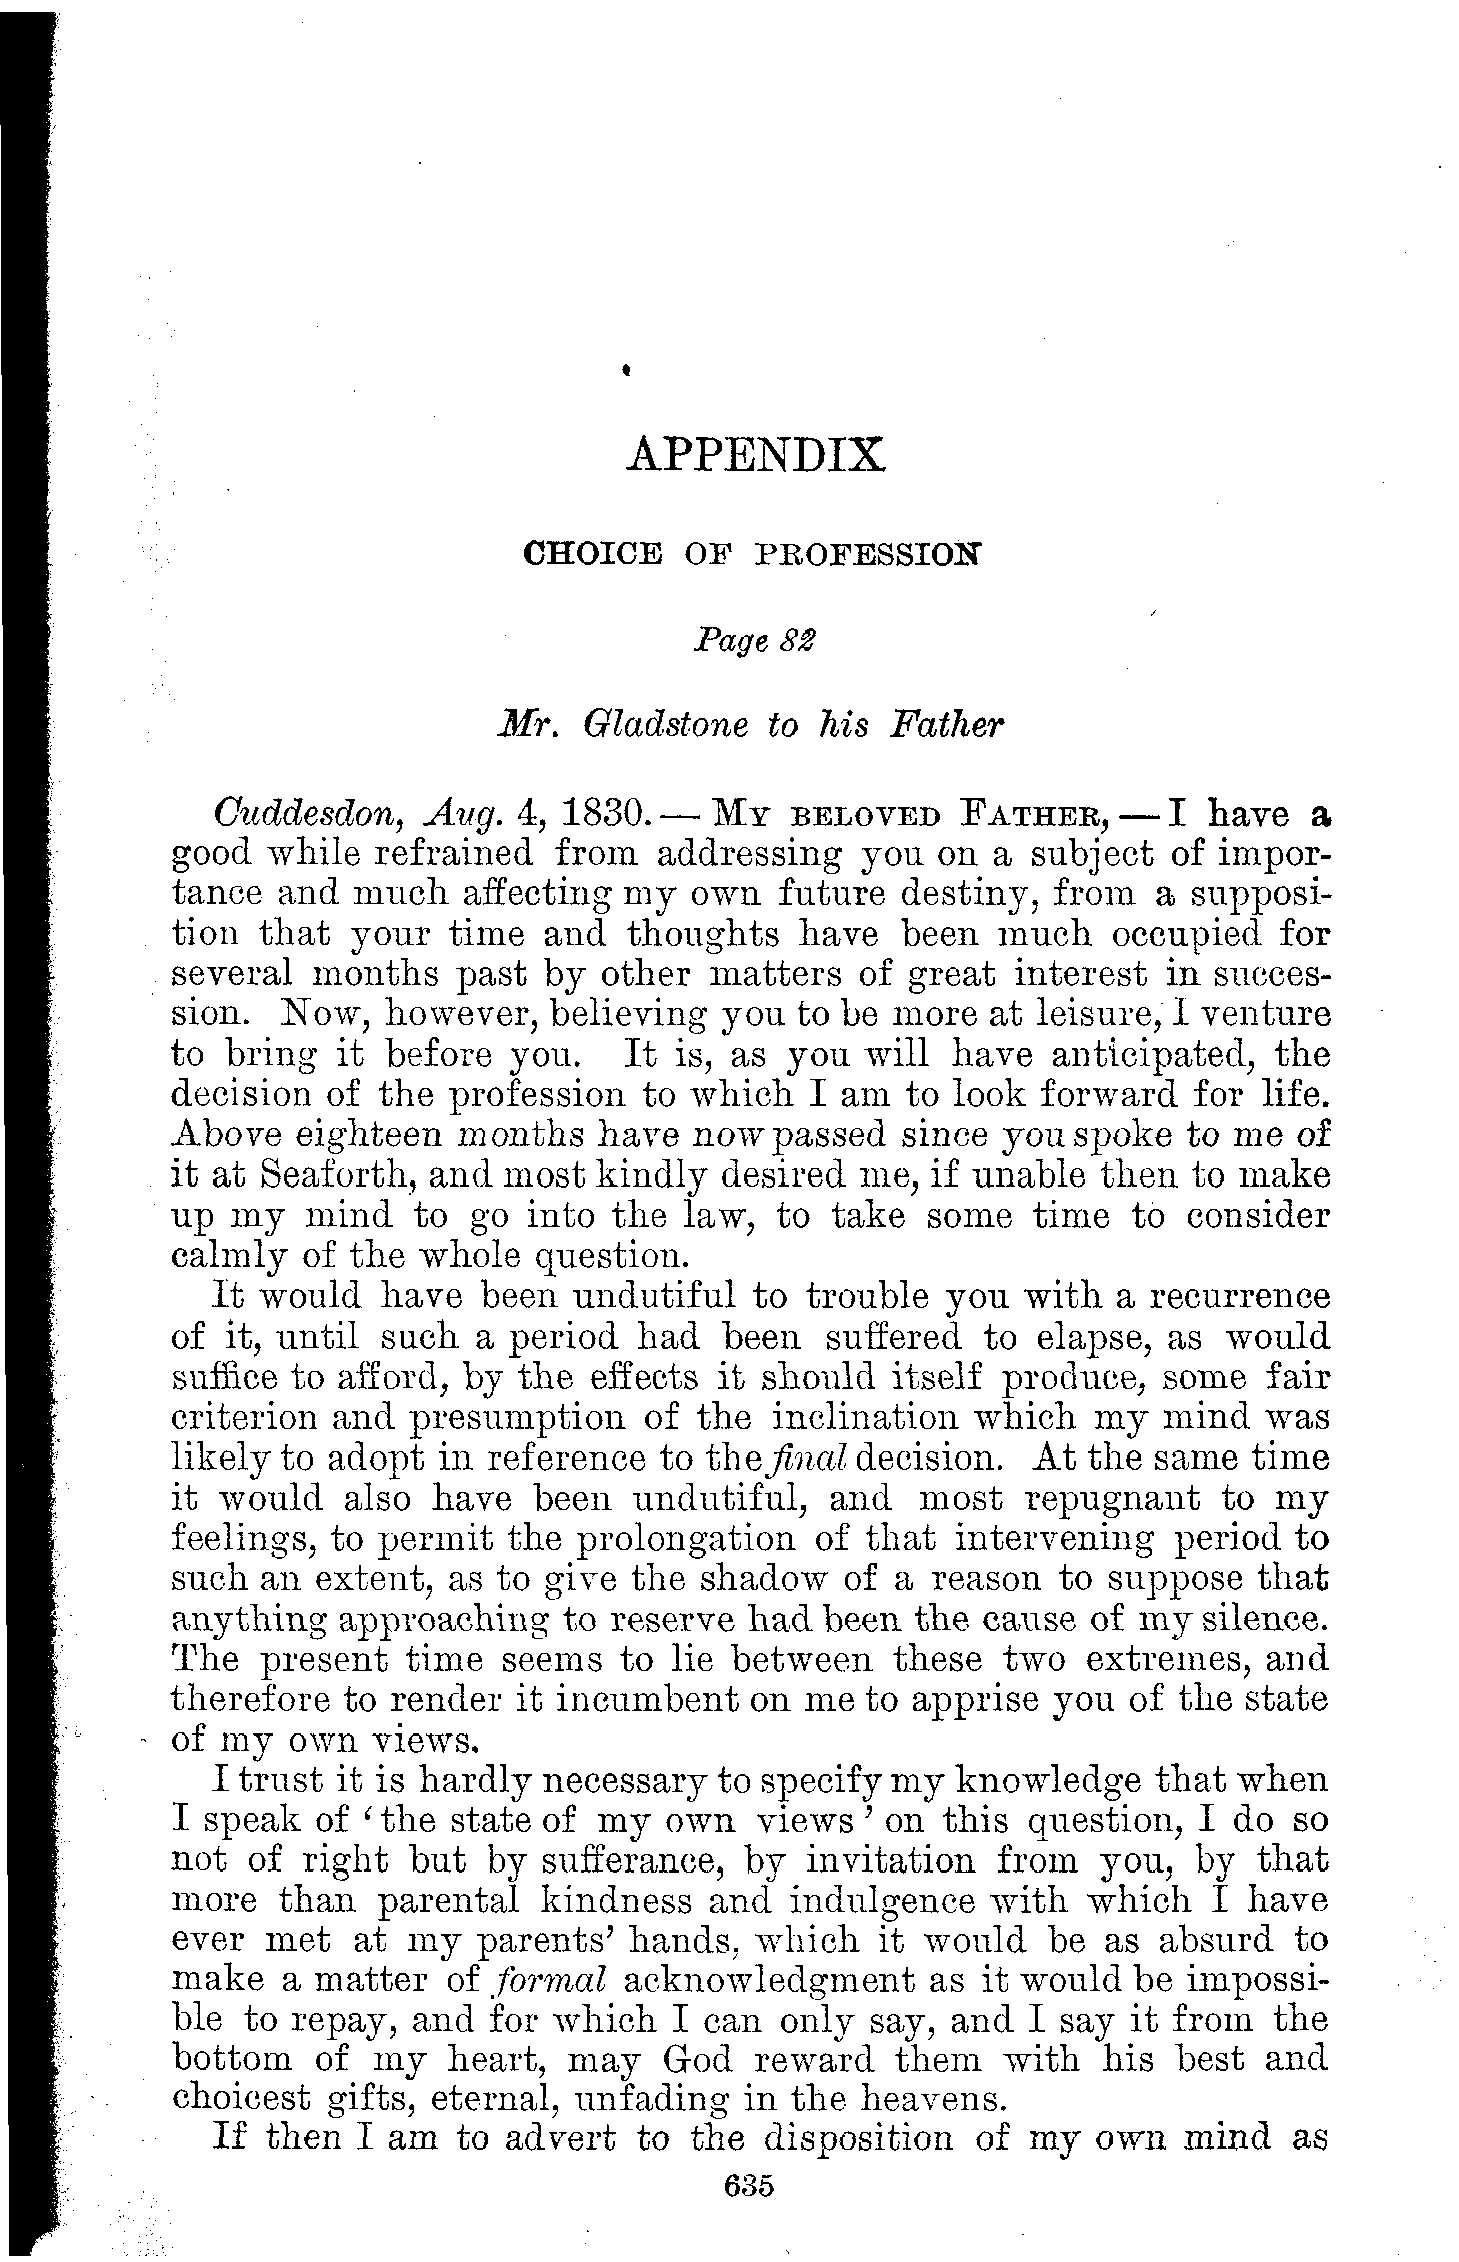 APPENDIX
CHOICE OF PROFESSION
Page 82
Mr. Gladstone to his Father
Cuddesdon, Aug. 4, 1830. — MY BELOVED FATHER, — I have a
good while refrained from addressing you on a subject of impor-
tance and much affecting my own future destiny, from a supposi-
tion that your time and thoughts have been much occupied for
several months past by other matters of great interest in succes-
sion. Now, however, believing you to be more at leisure, I venture
to bring it before you. It is, as you will have anticipated, the
decision of the profession to which I am to look forward for life.
Above eighteen months have now passed since you spoke to me of
it at Seaforth, and most kindly desired me, if unable then to make
up my mind to go into the law, to take some time to consider
calmly of the whole question.
It would have been undutiful to trouble you with a recurrence
of it, until such a period had been suffered to elapse, as would
suffice to afford, by the effects it should itself produce, some fair
criterion and presumption of the inclination which my mind was
likely to adopt in reference to the final decision. At the same time
it would also have been undutiful, and most repugnant to my
feelings, to permit the prolongation of that intervening period to
such an extent, as to give the shadow of a reason to suppose that
anything approaching to reserve had been the cause of my silence.
The present time seems to lie between these two extremes, and
therefore to render it incumbent on me to apprise you of the state
of my own views.
I trust it is hardly necessary to specify my knowledge that when
I speak of ‘the state of my own views’ on this question, I do so
not of right but by sufferance, by invitation from you, by that
more than parental kindness and indulgence with which I have
ever met at my parents’ hands, which it would be as absurd to
make a matter of formal acknowledgment as it would be impossi-
ble to repay, and for which I can only say, and I say it from the
bottom of my heart, may God reward them with his best and
choicest gifts, eternal, unfading in the heavens.
If then I am to advert to the disposition of my own mind as
635